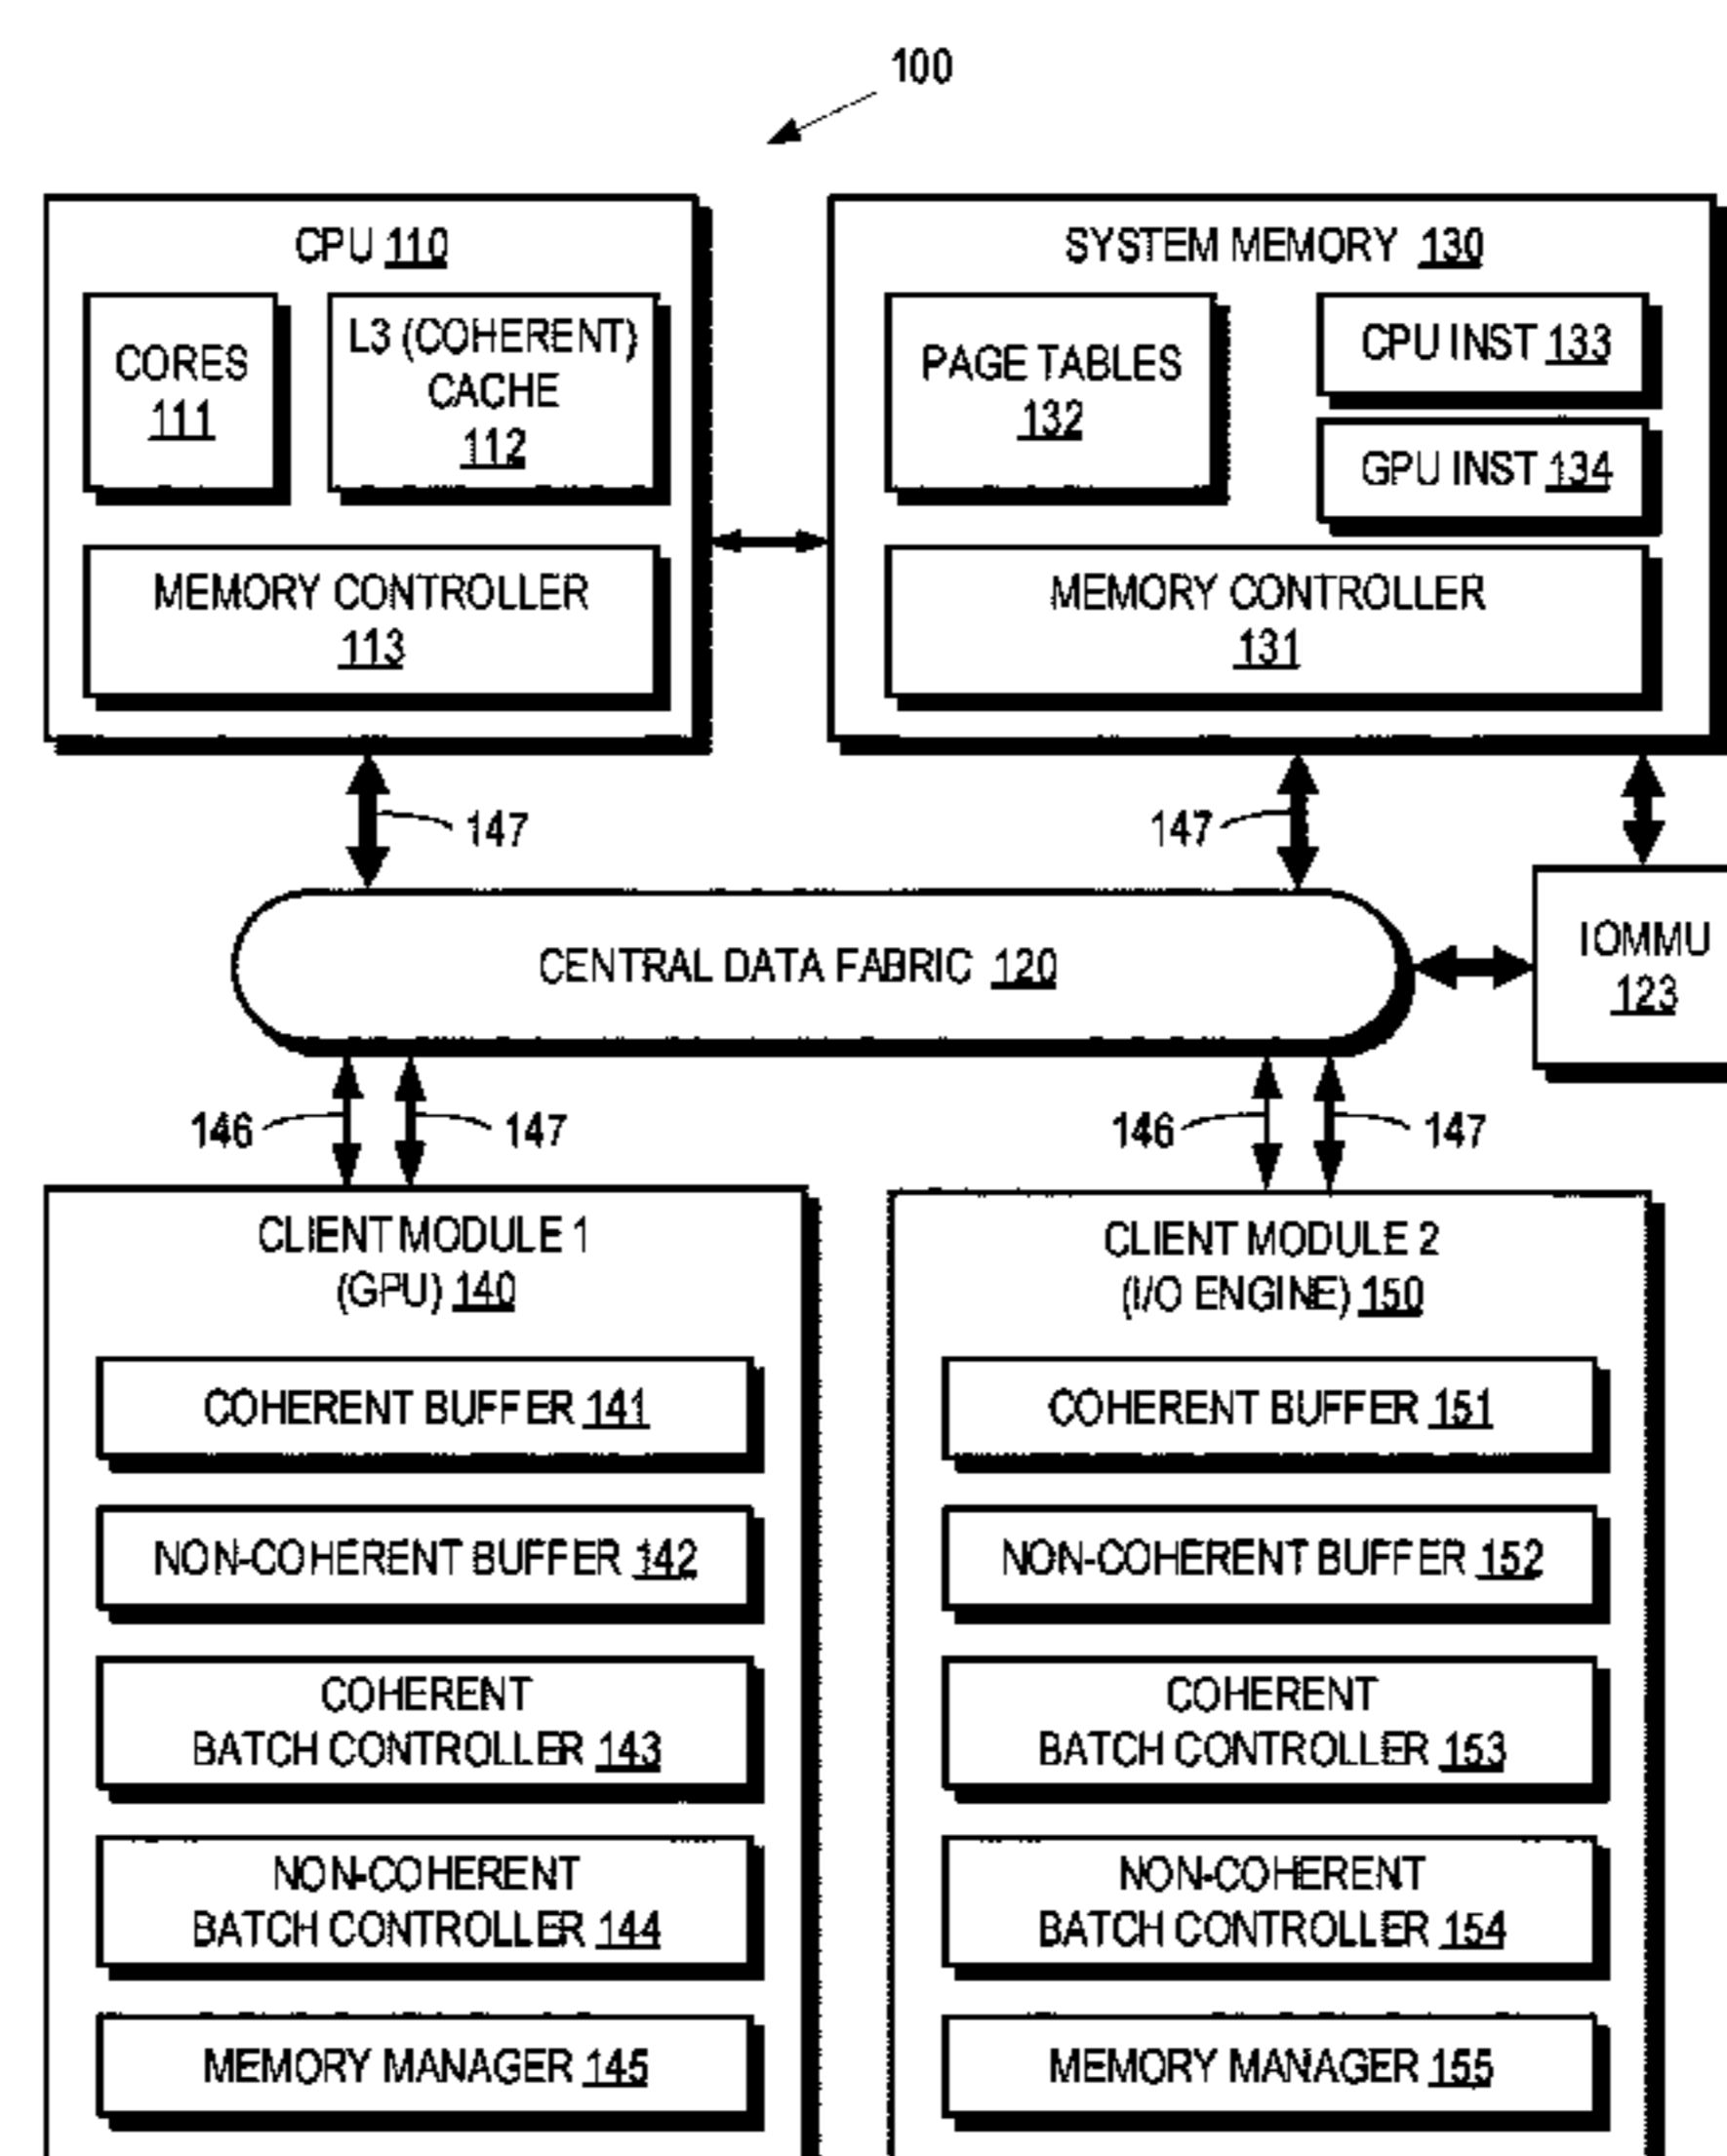 100
CPU 110
CORES
111
L3 (COHERENT)
CACHE
112
MEMORY CONTROLLER
113
SYSTEM MEMORY 130
PAGE TABLES
132
CPU INST 133
GPU INST 134
MEMORY CONTROLLER
131
147
147
CENTRAL DATA FABRIC 120
IOMMU
123
146
147
146
147
CLIENT MODULE 1
(GPU) 140
COHERENT BUFFER 141
NON-COHERENT BUFFER 142
COHERENT
BATCH CONTROLLER 143
NON-COHERENT
BATCH CONTROLLER 144
MEMORY MANAGER 145
CLIENT MODULE 2
(I/O ENGINE) 150
COHERENT BUFFER 151
NON-COHERENT BUFFER 152
COHERENT
BATCH CONTROLLER 153
NON-COHERENT
BATCH CONTROLLER 154
MEMORY MANAGER 155